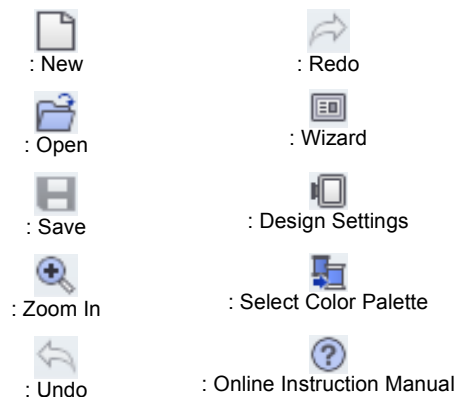 : New
: Open
: Save
: Zoom In
: Undo
: Redo
: Wizard
: Design Settings
: Select Color Palette
: Online Instruction Manual